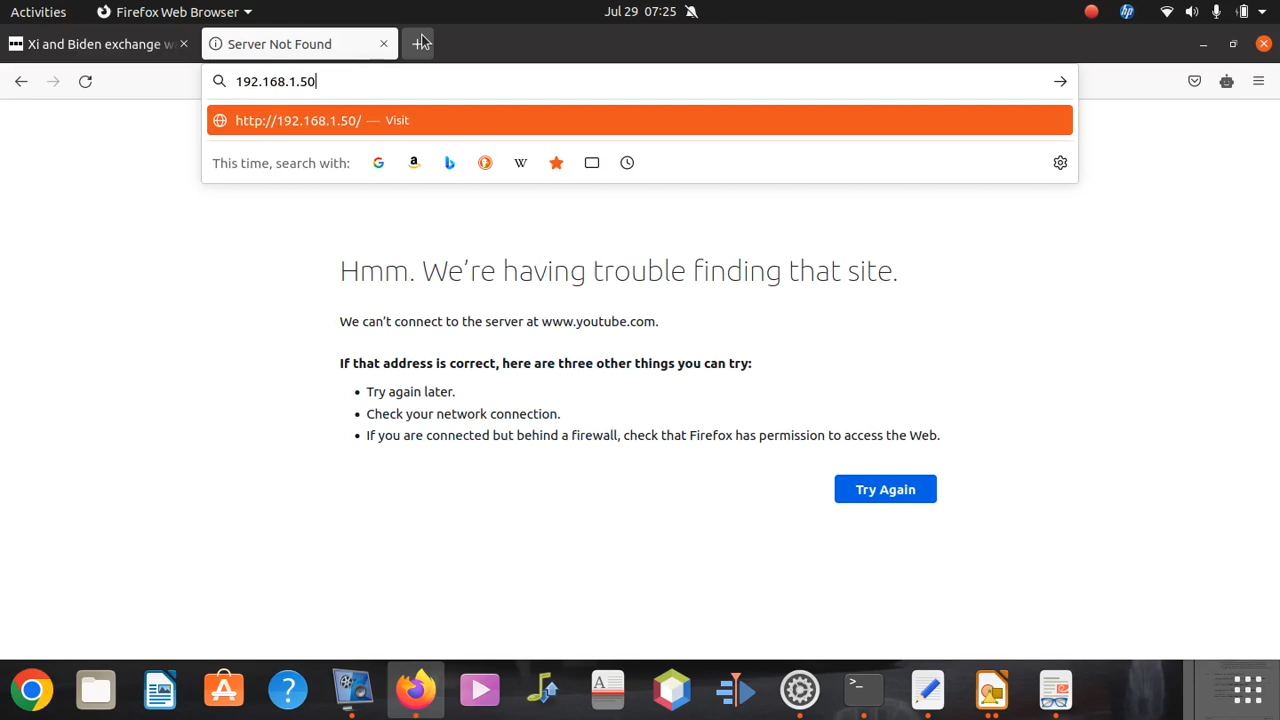 Activities
Firefox Web Browser
Jul 29 07:25
hp
Xi and Biden exchange w
Server Not Found
192.168.1.50
http://192.168.1.50/ — Visit
This time, search with:
Hmm. We’re having trouble finding that site.
We can’t connect to the server at www.youtube.com.
If that address is correct, here are three other things you can try:
• Try again later.
• Check your network connection.
• If you are connected but behind a firewall, check that Firefox has permission to access the Web.
Try Again